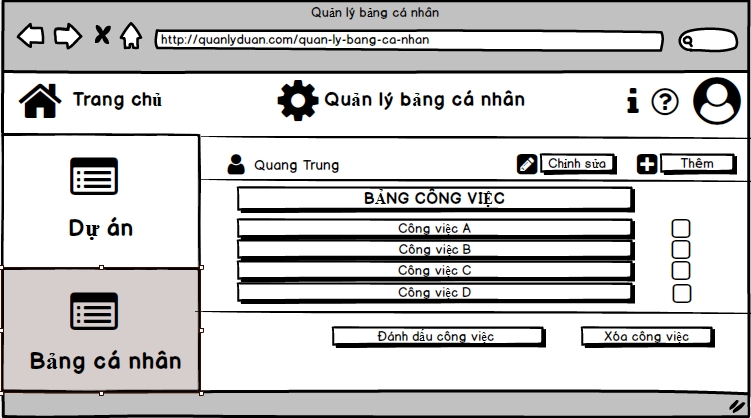 Quản lý bảng cá nhân
http://quanlyduan.com/quan-ly-bang-ca-nhan
Trang chủ
Quản lý bảng cá nhân
Dự án
Bảng cá nhân
Quang Trung
Chỉnh sửa
Thêm
BẢNG CÔNG VIỆC
Công việc A
Công việc B
Công việc C
Công việc D
Đánh dấu công việc
Xóa công việc